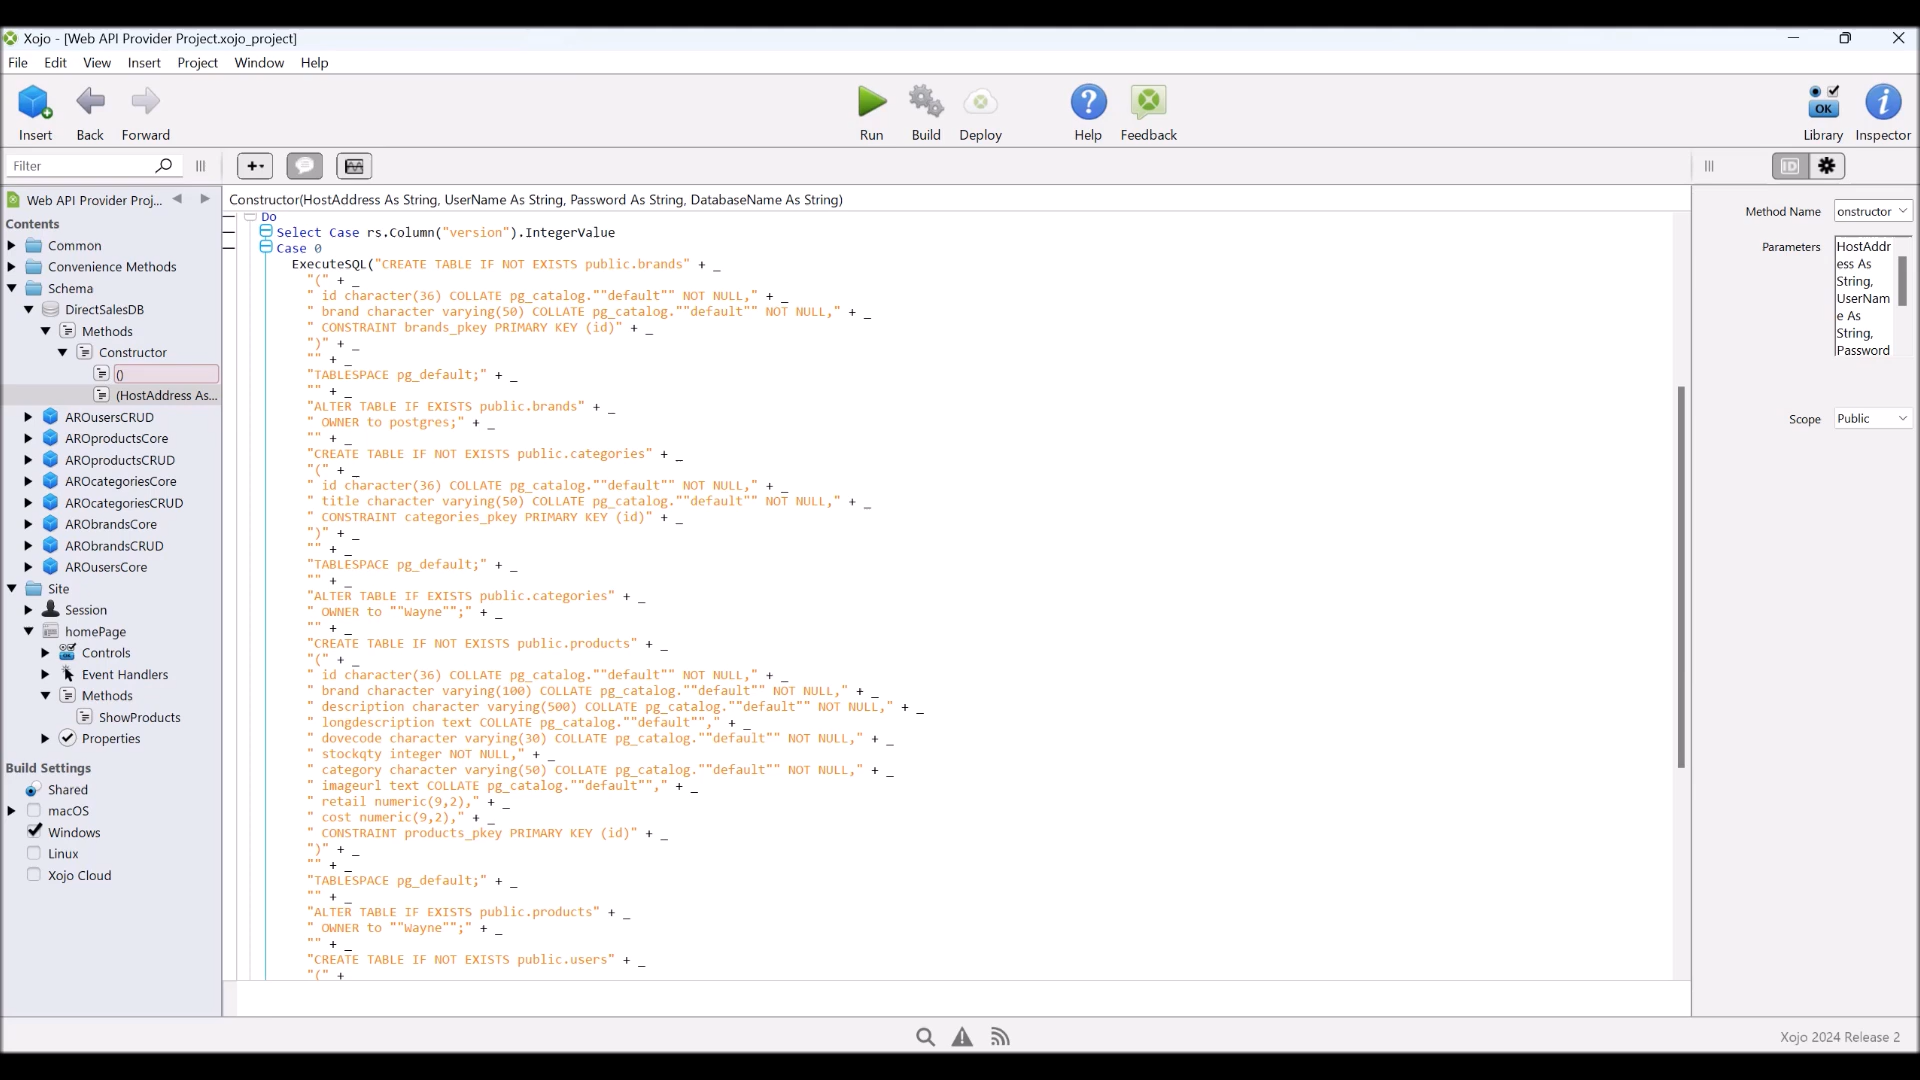 Xojo - [Web API Provider Project.xojo_project]
File Edit View Insert Project Window Help
Insert Back Forward Run Build Deploy Help Feedback Library Inspector
OK
Filter
ID
Web API Provider Proj...
Contents
Common
Convenience Methods
Schema
DirectSalesDB
Methods
Constructor
()
(HostAddress As...
AROusersCRUD
AROproductsCore
AROproductsCRUD
AROcategoriesCore
AROcategoriesCRUD
ARObrandsCore
ARObrandsCRUD
AROusersCore
Site
Session
homePage
Controls
Event Handlers
Methods
ShowProducts
Properties
Build Settings
Shared
macOS
Windows
Linux
Xojo Cloud
Constructor(HostAddress As String, UserName As String, Password As String, DatabaseName As String)
Do
Select Case rs.Column("version").IntegerValue
Case 0
ExecuteSQL("CREATE TABLE IF NOT EXISTS public.brands" + _
"(" + _
" id character(36) COLLATE pg_catalog.""default"" NOT NULL," + _
" brand character varying(50) COLLATE pg_catalog.""default"" NOT NULL," + _
" CONSTRAINT brands_pkey PRIMARY KEY (id)" + _
")" + _
"" + _
"TABLESPACE pg_default;" + _
"" + _
"ALTER TABLE IF EXISTS public.brands" + _
" OWNER to postgres;" + _
"" + _
"CREATE TABLE IF NOT EXISTS public.categories" + _
"(" + _
" id character(36) COLLATE pg_catalog.""default"" NOT NULL," + _
" title character varying(50) COLLATE pg_catalog.""default"" NOT NULL," + _
" CONSTRAINT categories_pkey PRIMARY KEY (id)" + _
")" + _
"" + _
"TABLESPACE pg_default;" + _
"" + _
"ALTER TABLE IF EXISTS public.categories" + _
" OWNER to ""Wayne"";" + _
"" + _
"CREATE TABLE IF NOT EXISTS public.products" + _
"(" + _
" id character(36) COLLATE pg_catalog.""default"" NOT NULL," + _
" brand character varying(100) COLLATE pg_catalog.""default"" NOT NULL," + _
" description character varying(500) COLLATE pg_catalog.""default"" NOT NULL," + _
" longdescription text COLLATE pg_catalog.""default""," + _
" dovecode character varying(30) COLLATE pg_catalog.""default"" NOT NULL," + _
" stockqty integer NOT NULL," + _
" category character varying(50) COLLATE pg_catalog.""default"" NOT NULL," + _
" imageurl text COLLATE pg_catalog.""default""," + _
" retail numeric(9,2)," + _
" cost numeric(9,2)," + _
" CONSTRAINT products_pkey PRIMARY KEY (id)" + _
")" + _
"" + _
"TABLESPACE pg_default;" + _
"" + _
"ALTER TABLE IF EXISTS public.products" + _
" OWNER to ""Wayne"";" + _
"" + _
"CREATE TABLE IF NOT EXISTS public.users" + _
"(" +
Method Name onstructor
Parameters HostAddr
ess As
String,
UserNam
e As
String,
Password
Scope Public
Xojo 2024 Release 2